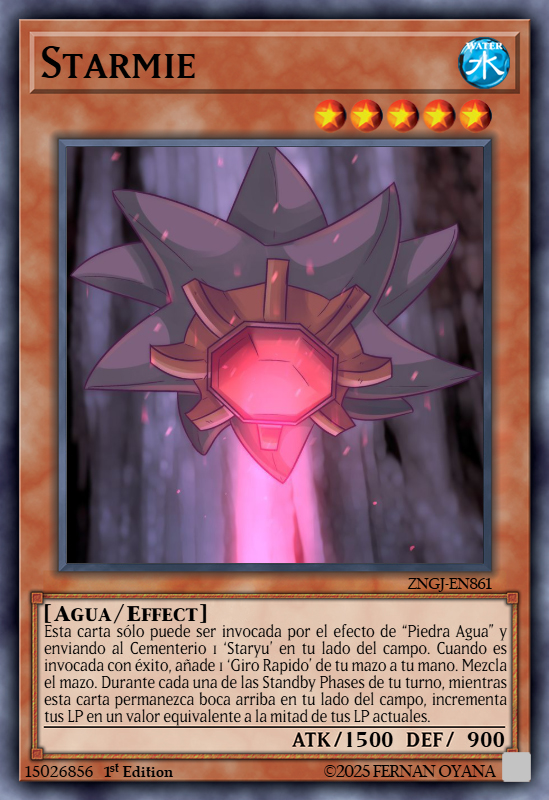 STARMIE
WATER
水
ZNGJ-EN861
[AGUA/EFFECT]
Esta carta sólo puede ser invocada por el efecto de “Piedra Agua” y
enviando al Cementerio 1 ‘Staryu’ en tu lado del campo. Cuando es
invocada con éxito, añade 1 ‘Giro Rapido’ de tu mazo a tu mano. Mezcla
el mazo. Durante cada una de las Standby Phases de tu turno, mientras
esta carta permanezca boca arriba en tu lado del campo, incrementa
tus LP en un valor equivalente a la mitad de tus LP actuales.
ATK/1500 DEF/ 900
15026856 1st Edition ©2025 FERNAN OYANA